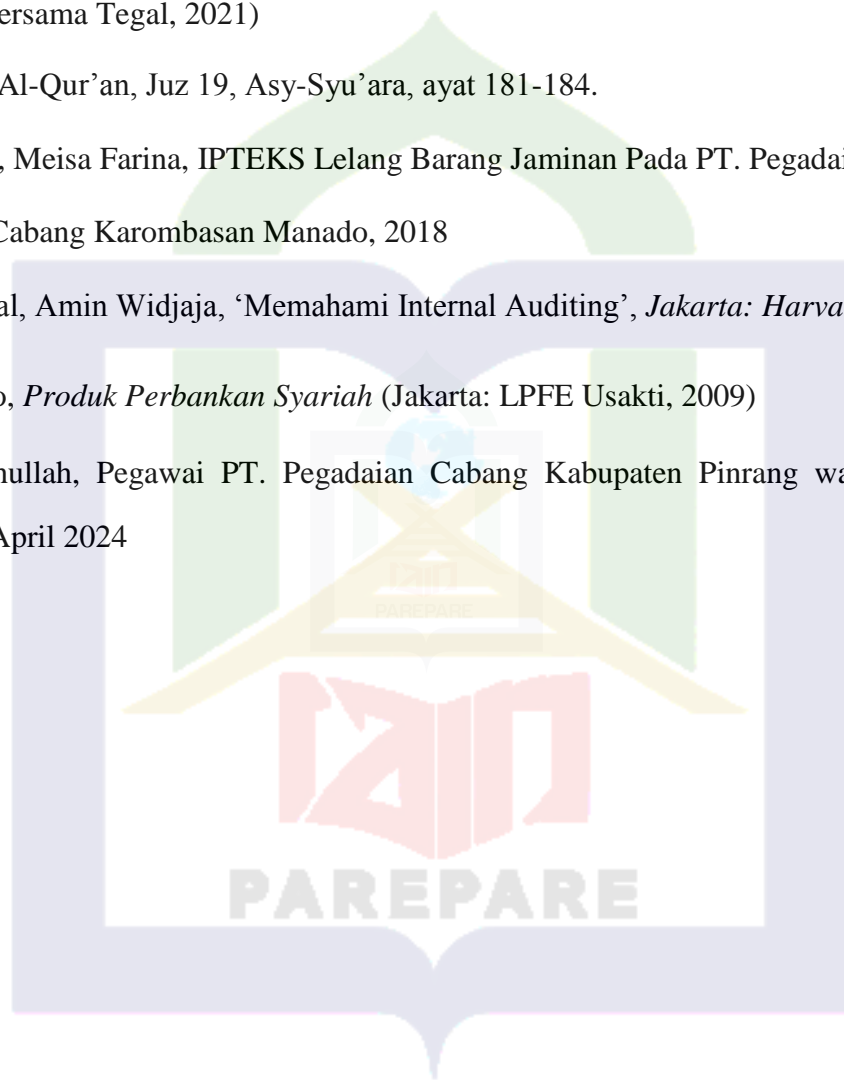 ersama Tegal, 2021)
Al-Qur’an, Juz 19, Asy-Syu’ara, ayat 181-184.
, Meisa Farina, IPTEKS Lelang Barang Jaminan Pada PT. Pegadai
Cabang Karombasan Manado, 2018
al, Amin Widjaja, ‘Memahami Internal Auditing’, Jakarta: Harva
o, Produk Perbankan Syariah (Jakarta: LPFE Usakti, 2009)
nullah, Pegawai PT. Pegadaian Cabang Kabupaten Pinrang wa
April 2024
PAREPARE
PAREPARE